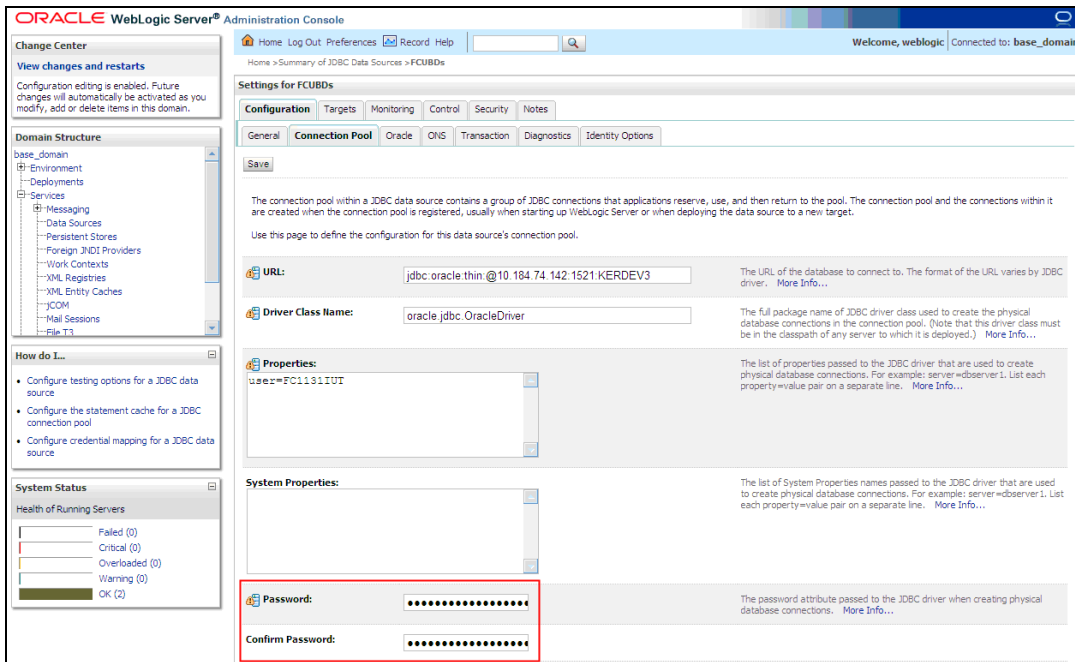 ORACLE WebLogic Server® Administration Console
Change Center
View changes and restarts
Configuration editing is enabled. Future
changes will automatically be activated as you
modify, add or delete items in this domain.
Domain Structure
base_domain
Environment
Deployments
Services
Messaging
Data Sources
Persistent Stores
Foreign JNDI Providers
Work Contexts
XML Registries
XML Entity Caches
jCOM
Mail Sessions
File T3
How do I...
Configure testing options for a JDBC data
source
Configure the statement cache for a JDBC
connection pool
Configure credential mapping for a JDBC data
source
System Status
Health of Running Servers
Failed (0)
Critical (0)
Overloaded (0)
Warning (0)
OK (2)
Home Log Out Preferences Record Help
Welcome, weblogic Connected to: base_domain
Home >Summary of JDBC Data Sources >FCUBDs
Settings for FCUBDs
Configuration Targets Monitoring Control Security Notes
General Connection Pool Oracle ONS Transaction Diagnostics Identity Options
Save
The connection pool within a JDBC data source contains a group of JDBC connections that applications reserve, use, and then return to the pool. The connection pool and the connections within it
are created when the connection pool is registered, usually when starting up WebLogic Server or when deploying the data source to a new target.
Use this page to define the configuration for this data source's connection pool.
URL:
jdbc:oracle:thin:@10.184.74.142:1521:KERDEV3
The URL of the database to connect to. The format of the URL varies by JDBC
driver. More Info...
Driver Class Name:
oracle.jdbc.OracleDriver
The full package name of JDBC driver class used to create the physical
database connections in the connection pool. (Note that this driver class must
be in the classpath of any server to which it is deployed.) More Info...
Properties:
user=FC1131IUT
The list of properties passed to the JDBC driver that are used to create
physical database connections. For example: server=dbserver1. List each
property=value pair on a separate line. More Info...
System Properties:
The list of System Properties names passed to the JDBC driver that are used
to create physical database connections. For example: server=dbserver1. List
each property=value pair on a separate line. More Info...
Password:
●●●●●●●●●●●●●●●●●●
The password attribute passed to the JDBC driver when creating physical
database connections. More Info...
Confirm Password:
●●●●●●●●●●●●●●●●●●